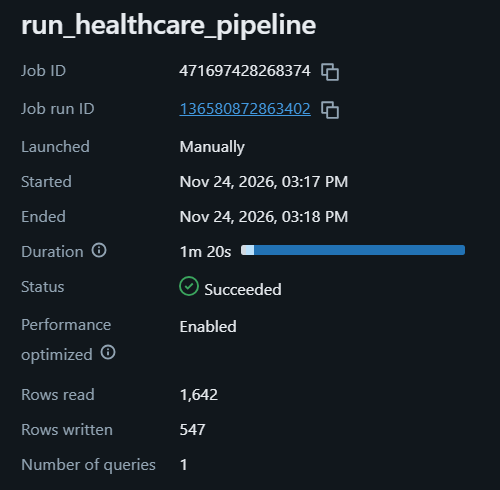 run_healthcare_pipeline
Job ID 471697428268374
Job run ID 136580872863402
Launched Manually
Started Nov 24, 2026, 03:17 PM
Ended Nov 24, 2026, 03:18 PM
Duration 1m 20s
Status Succeeded
Performance
optimized Enabled
Rows read 1,642
Rows written 547
Number of queries 1